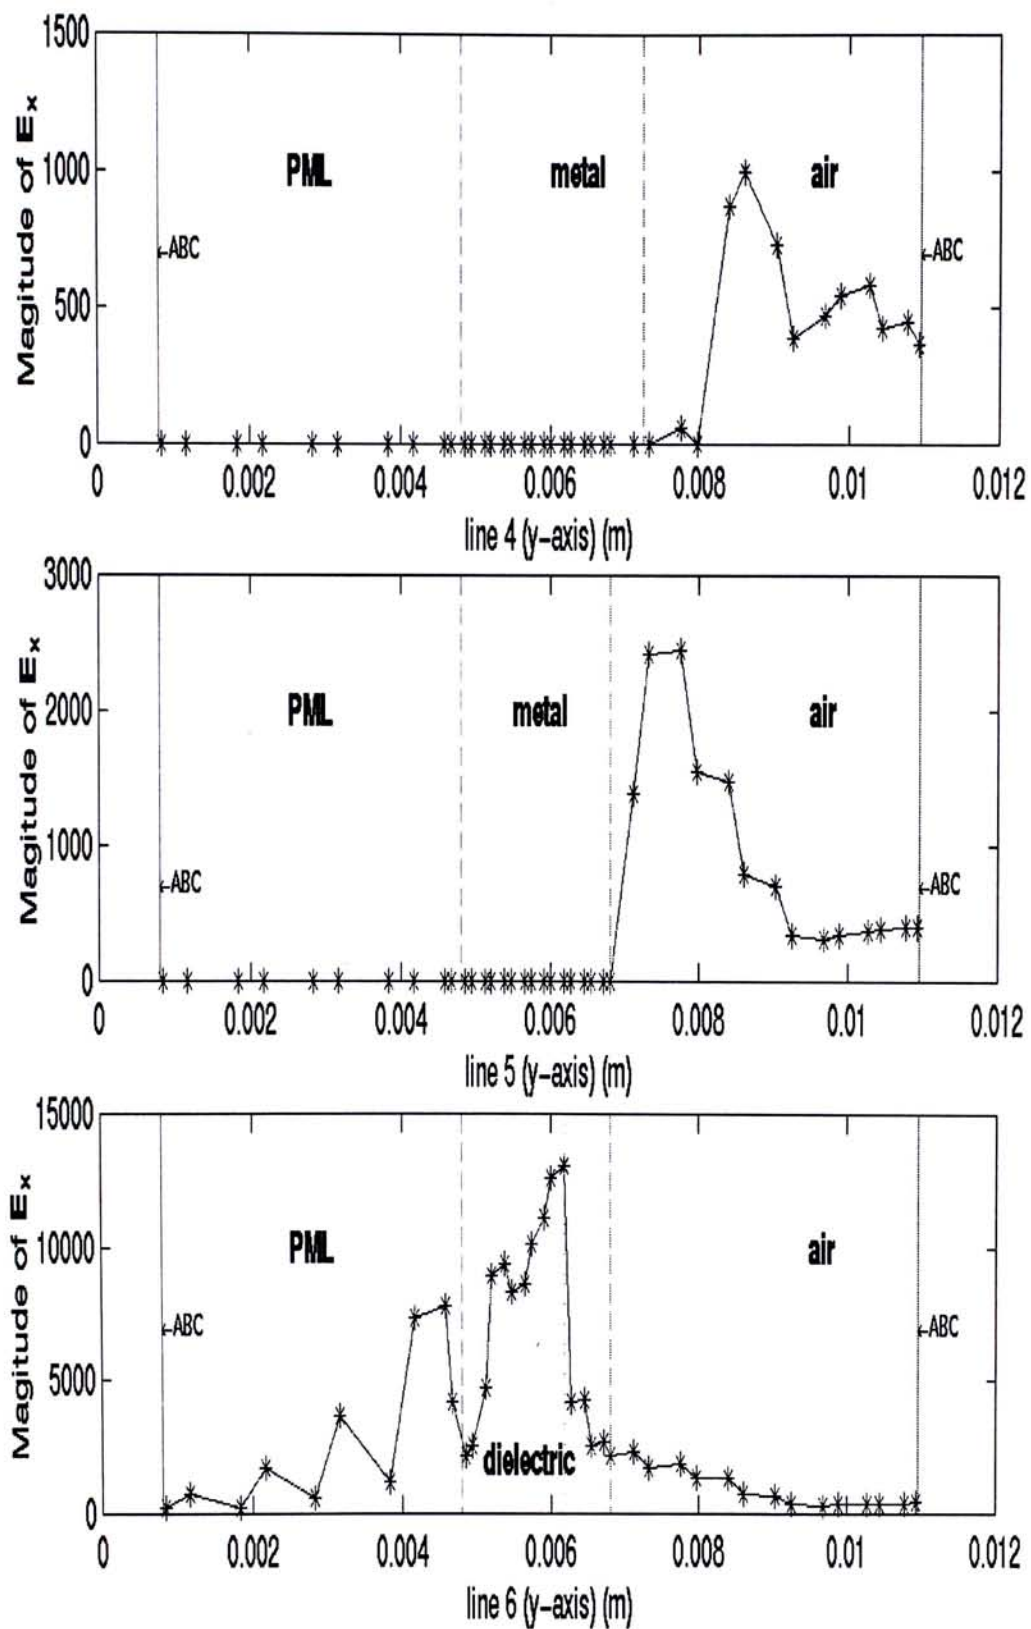 1500
1000
500
0
Magitude of Ex
PML
metal
air
←ABC
←ABC
0
0.002
0.004
0.006
0.008
0.01
0.012
line 4 (y-axis) (m)
3000
2000
1000
0
Magitude of Ex
PML
metal
air
←ABC
←ABC
0
0.002
0.004
0.006
0.008
0.01
0.012
line 5 (y-axis) (m)
15000
10000
5000
0
Magitude of Ex
PML
air
←ABC
←ABC
dielectric
0
0.002
0.004
0.006
0.008
0.01
0.012
line 6 (y-axis) (m)